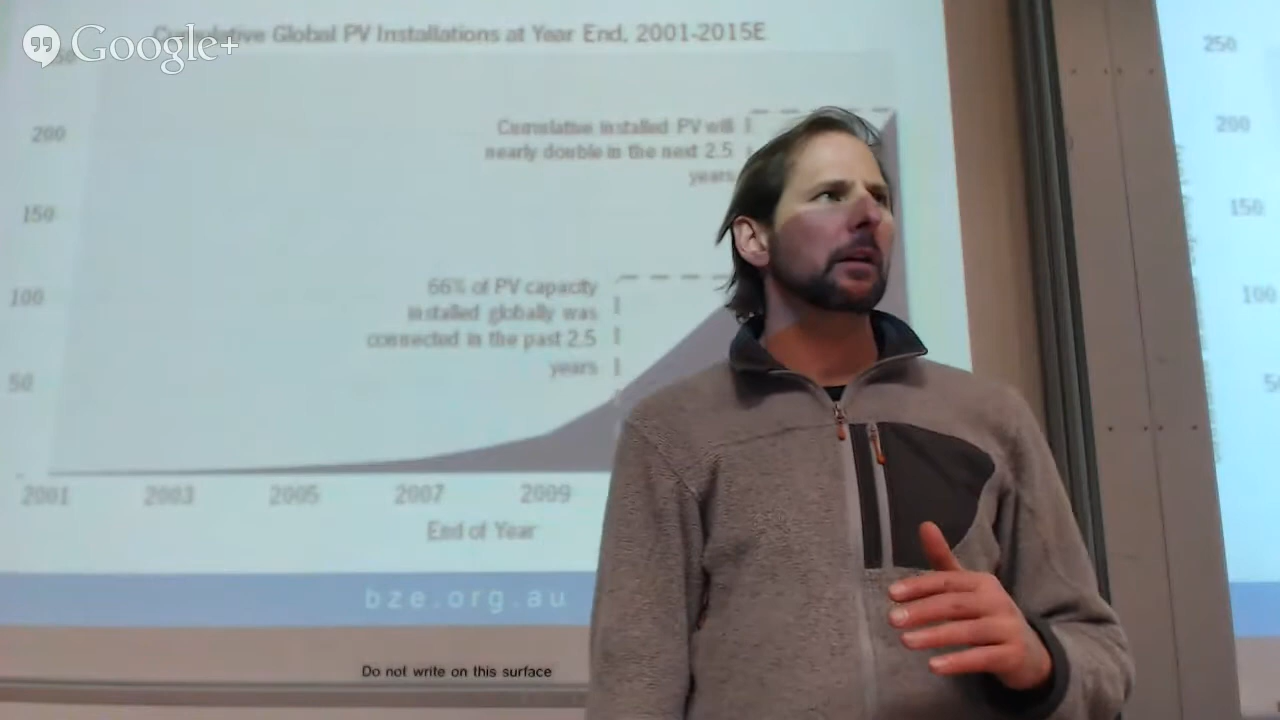 Google+
Global PV Installations at Year End, 2001-2015E
250
200
Cumulative installed PV will
nearly double in the next 2.5
years
200
150
150
100
66% of PV capacity
installed globally was
connected in the past 2.5
years
100
50
2001
2003
2005
2007
2009
End of Year
bze.org.au
Do not write on this surface